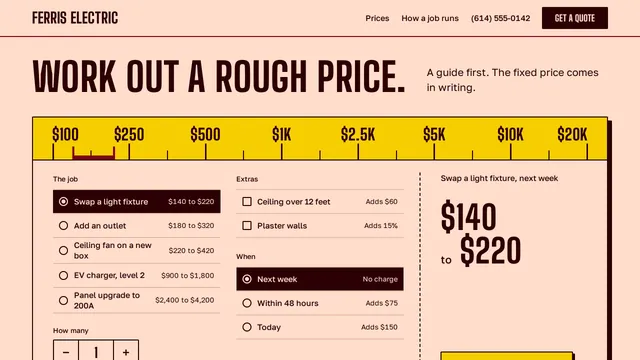 FERRIS ELECTRIC
Prices
How a job runs
(614) 555-0142
GET A QUOTE
WORK OUT A ROUGH PRICE.
A guide first. The fixed price comes
in writing.
$100 $250 $500 $1K $2.5K $5K $10K $20K
The job
Swap a light fixture $140 to $220
Add an outlet $180 to $320
Ceiling fan on a new
box $220 to $420
EV charger, level 2 $900 to $1,800
Panel upgrade to
200A $2,400 to $4,200
How many
− 1 +
Extras
Ceiling over 12 feet Adds $60
Plaster walls Adds 15%
When
Next week No charge
Within 48 hours Adds $75
Today Adds $150
Swap a light fixture, next week
$140
to $220